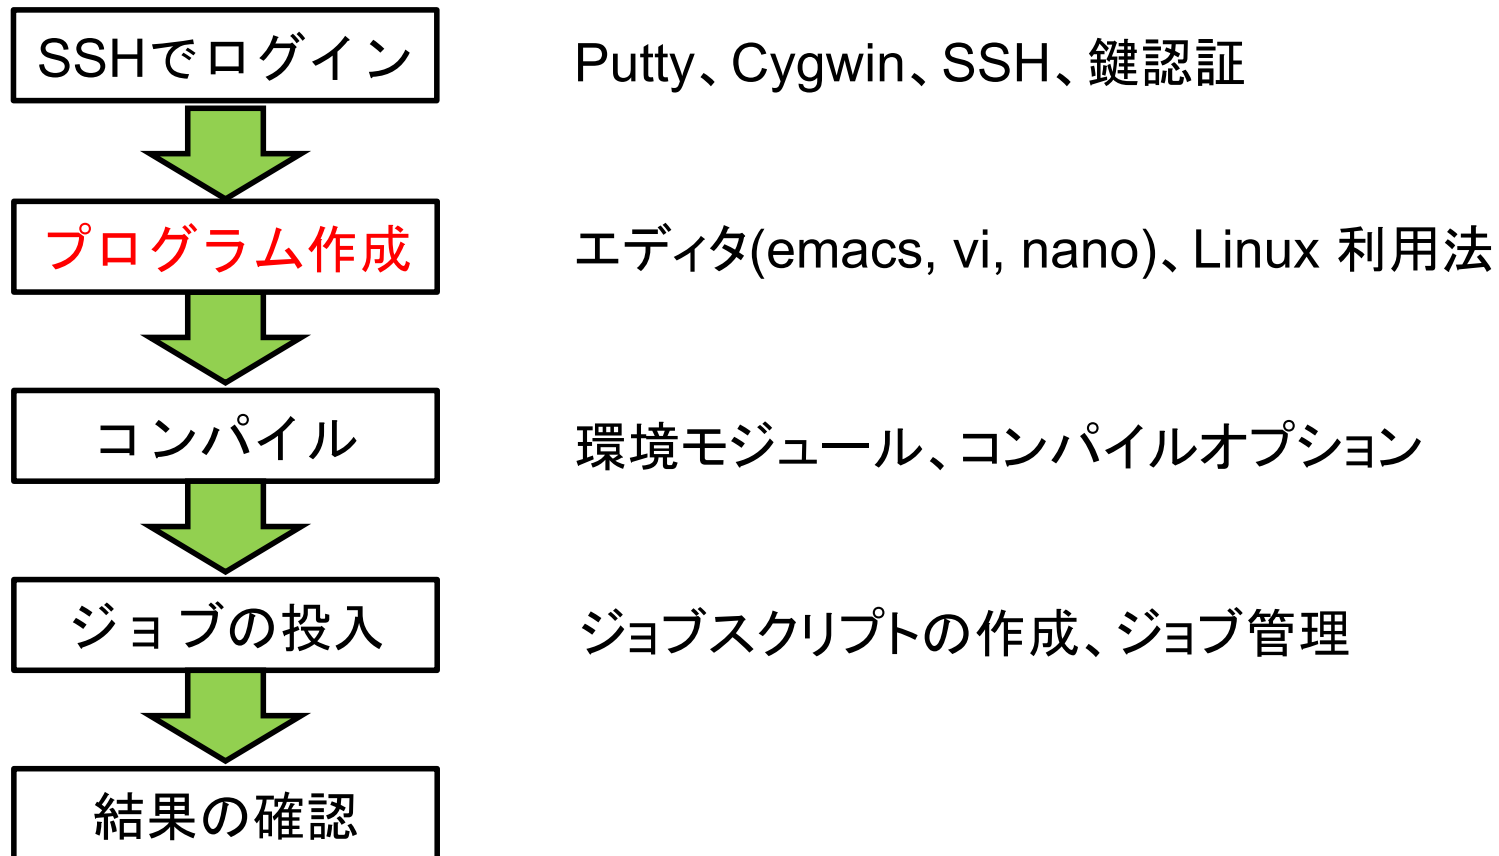 SSHでログイン
Putty、Cygwin、SSH、鍵認証
プログラム作成
エディタ(emacs, vi, nano)、Linux 利用法
コンパイル
環境モジュール、コンパイルオプション
ジョブの投入
ジョブスクリプトの作成、ジョブ管理
結果の確認